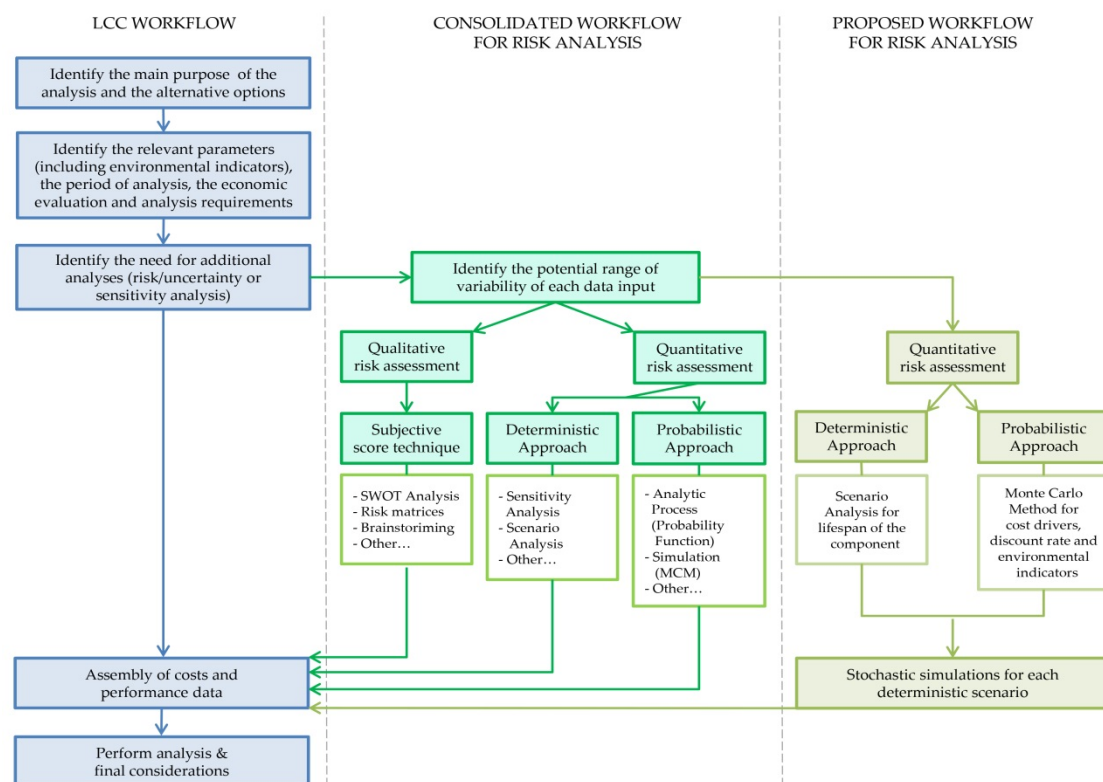 LCC WORKFLOW
CONSOLIDATED WORKFLOW
FOR RISK ANALYSIS
PROPOSED WORKFLOW
FOR RISK ANALYSIS
Identify the main purpose of the
analysis and the alternative options
Identify the relevant parameters
(including environmental indicators),
the period of analysis, the economic
evaluation and analysis requirements
Identify the need for additional
analyses (risk/uncertainty or
sensitivity analysis)
Identify the potential range of
variability of each data input
Qualitative
risk assessment
Quantitative
risk assessment
Quantitative
risk assessment
Subjective
score technique
Deterministic
Approach
Probabilistic
Approach
Deterministic
Approach
Probabilistic
Approach
- SWOT Analysis
- Risk matrices
- Brainstoriming
- Other…
- Sensitivity
Analysis
- Scenario
Analysis
- Other…
- Analytic
Process
(Probability
Function)
- Simulation
(MCM)
- Other…
Scenario
Analysis for
lifespan of the
component
Monte Carlo
Method for
cost drivers,
discount rate and
environmental
indicators
Assembly of costs and
performance data
Stochastic simulations for each
deterministic scenario
Perform analysis &
final considerations